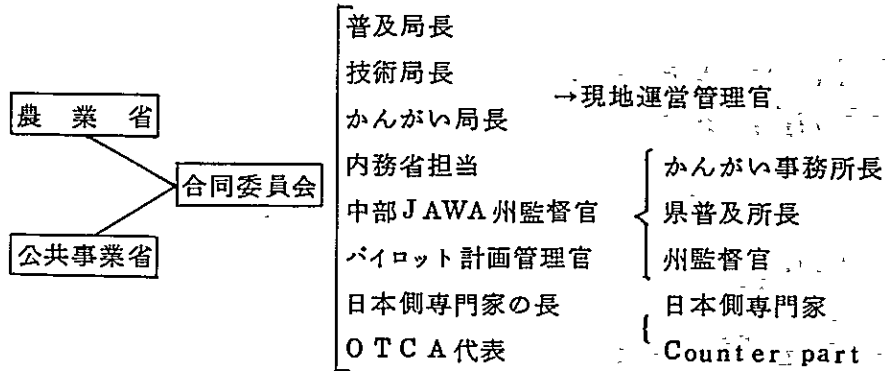 農業省
公共事業省
合同委員会
普及局長
技術局長
かんがい局長
内務省担当
中部JAWA州監督官
パイロット計画管理官
日本側専門家の長
OTCA代表
→現地運営管理官
かんがい事務所長
県普及所長
州監督官
日本側専門家
Counter part